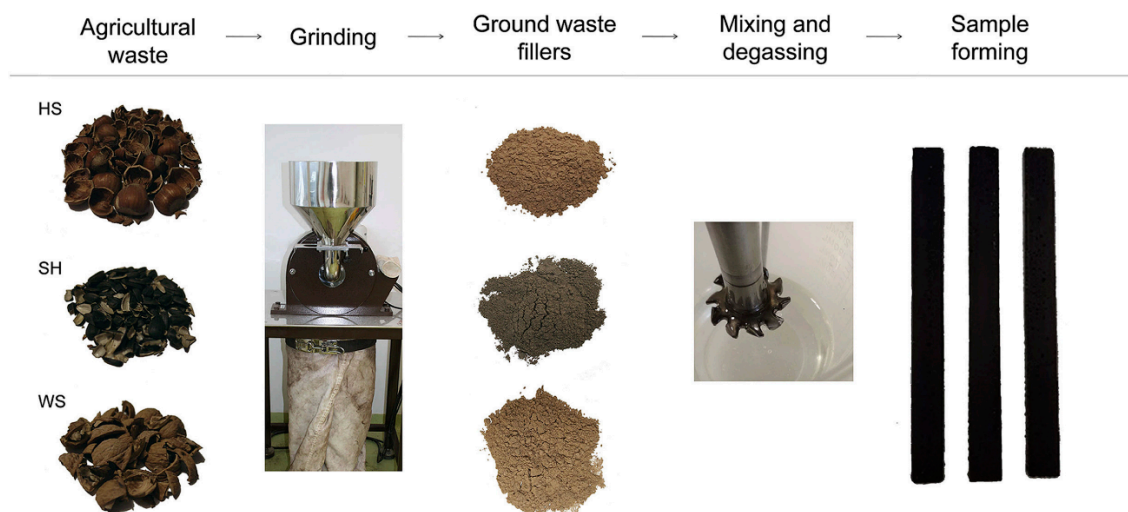 Agricultural
waste
Grinding
Ground waste
fillers
Mixing and
degassing
Sample
forming
HS
SH
WS